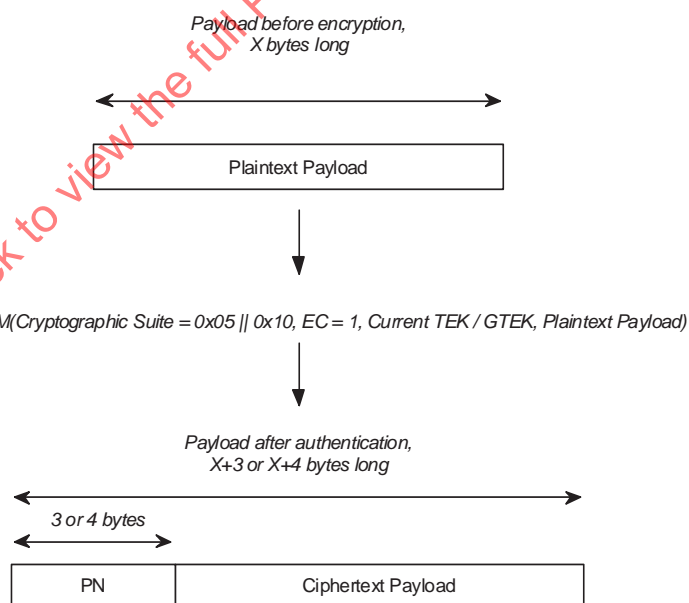 Payload before encryption,
X bytes long
ck to view the full
Plaintext Payload
M(Cryptographic Suite = 0x05 || 0x10, EC = 1, Current TEK / GTEK, Plaintext Payload)
Payload after authentication,
X+3 or X+4 bytes long
3 or 4 bytes
PN
Ciphertext Payload